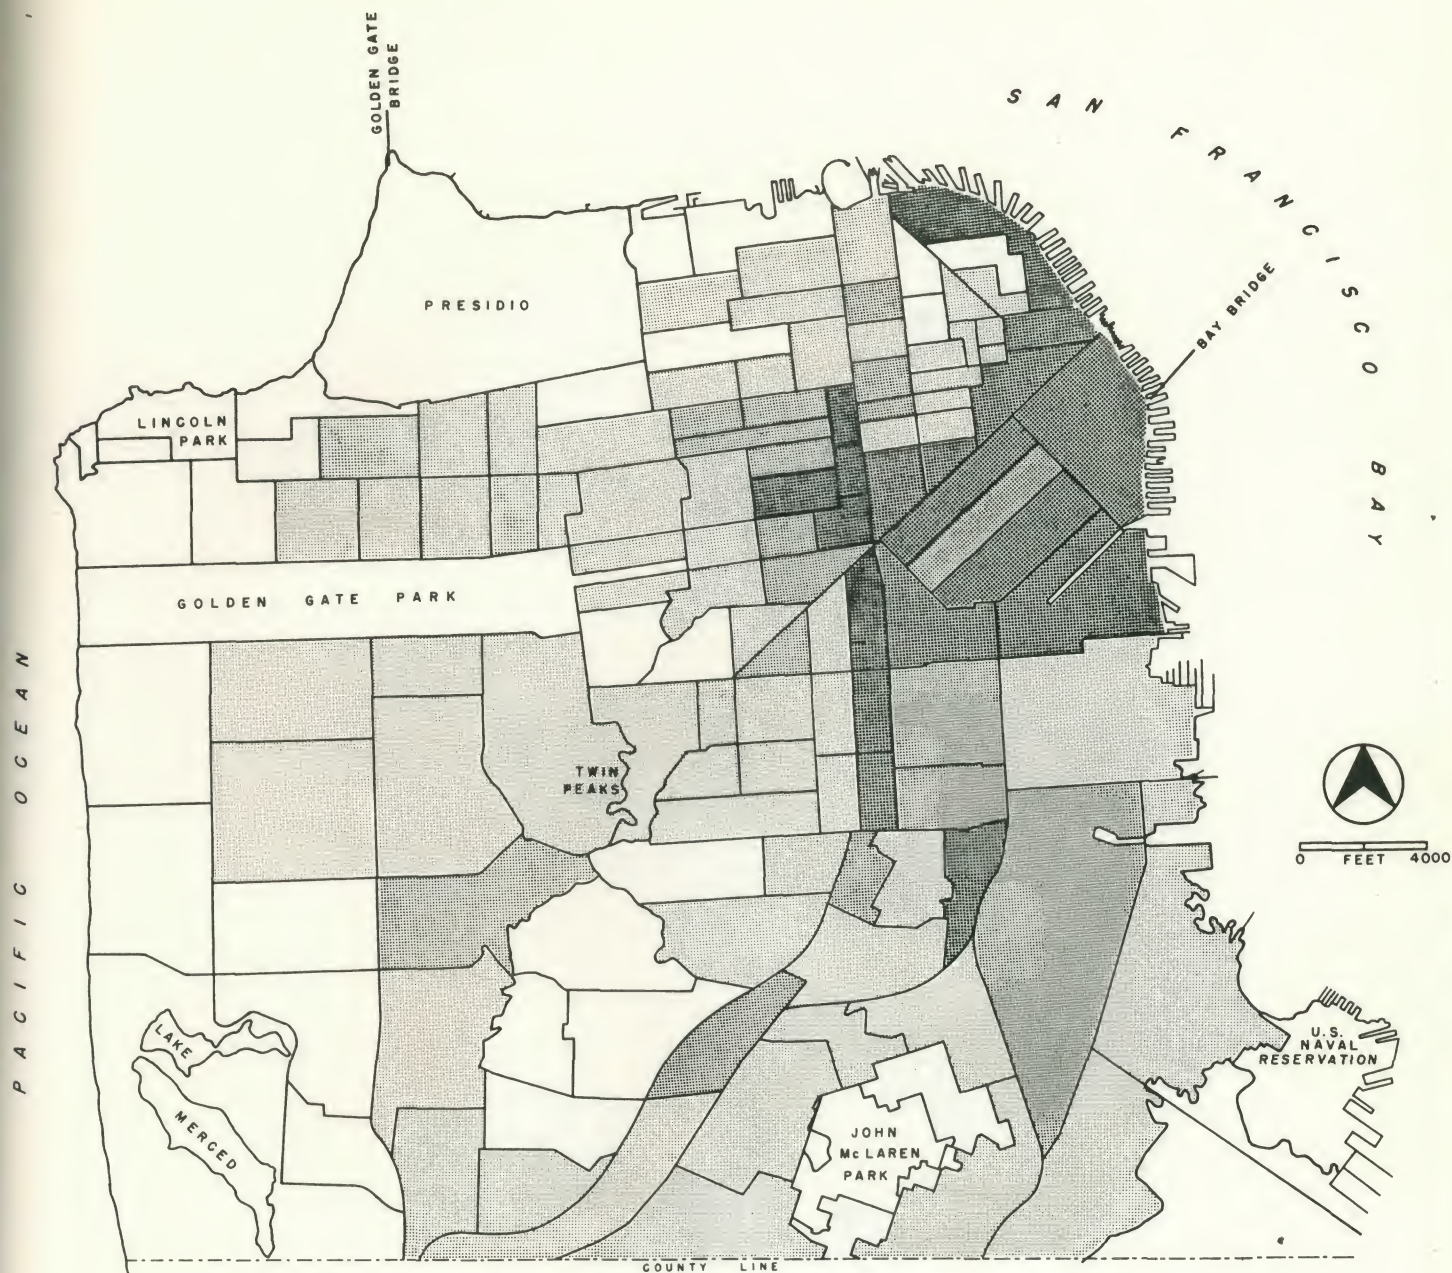 GOLDEN GATE
BRIDGE
SAN FRANCISCO BAY
BAY BRIDGE
PRESIDIO
LINCOLN
PARK
GOLDEN GATE PARK
PACIFIC OCEAN
TWIN
PEAKS
0 FEET 4000
LAKE
MERCED
U.S.
NAVAL
RESERVATION
JOHN
McLAREN
PARK
COUNTY LINE